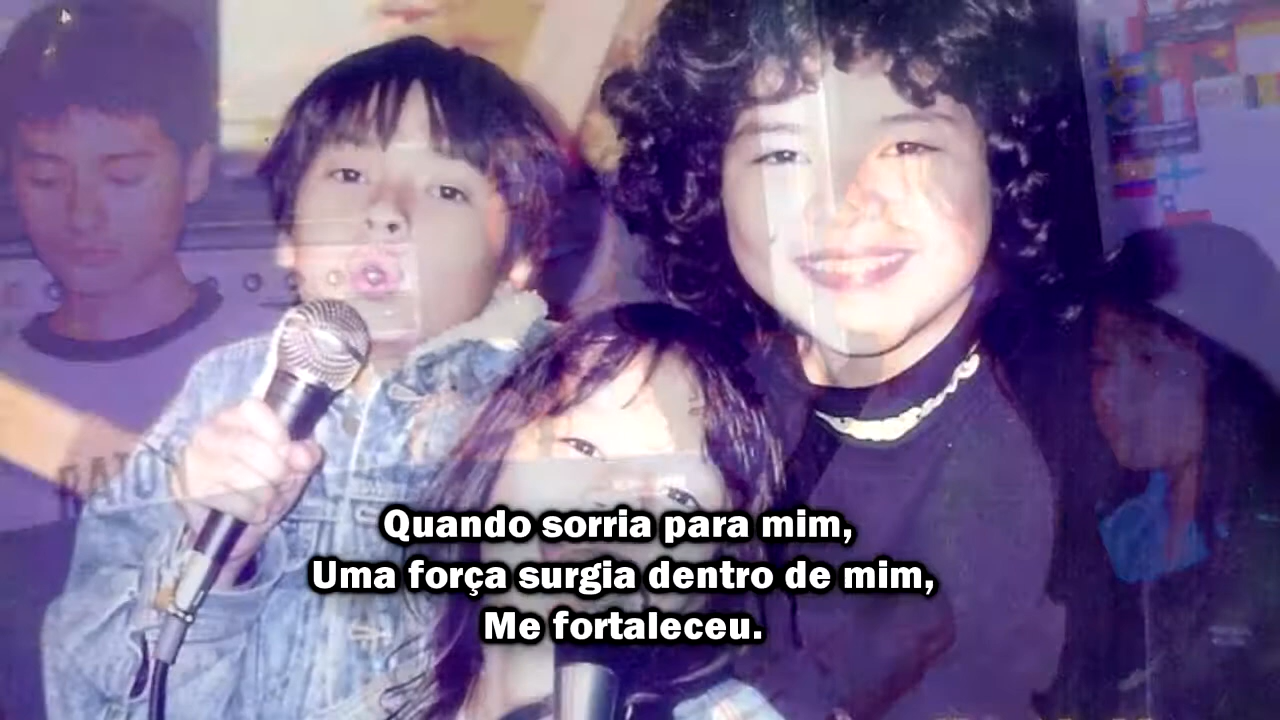 Quando sorria para mim,
Uma força surgia dentro de mim,
Me fortaleceu.